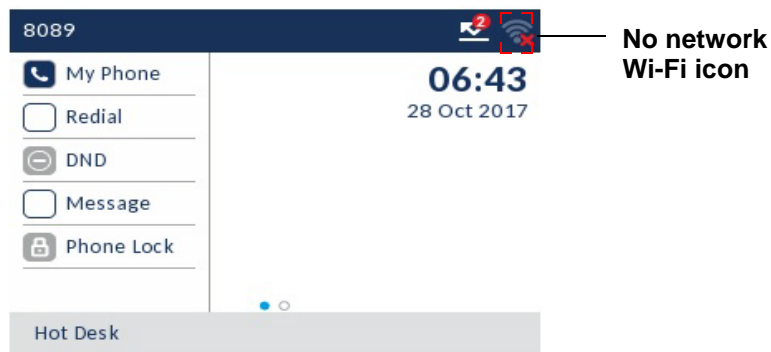 8089
2
No network
Wi-Fi icon
My Phone
06:43
Redial
28 Oct 2017
DND
Message
Phone Lock
Hot Desk